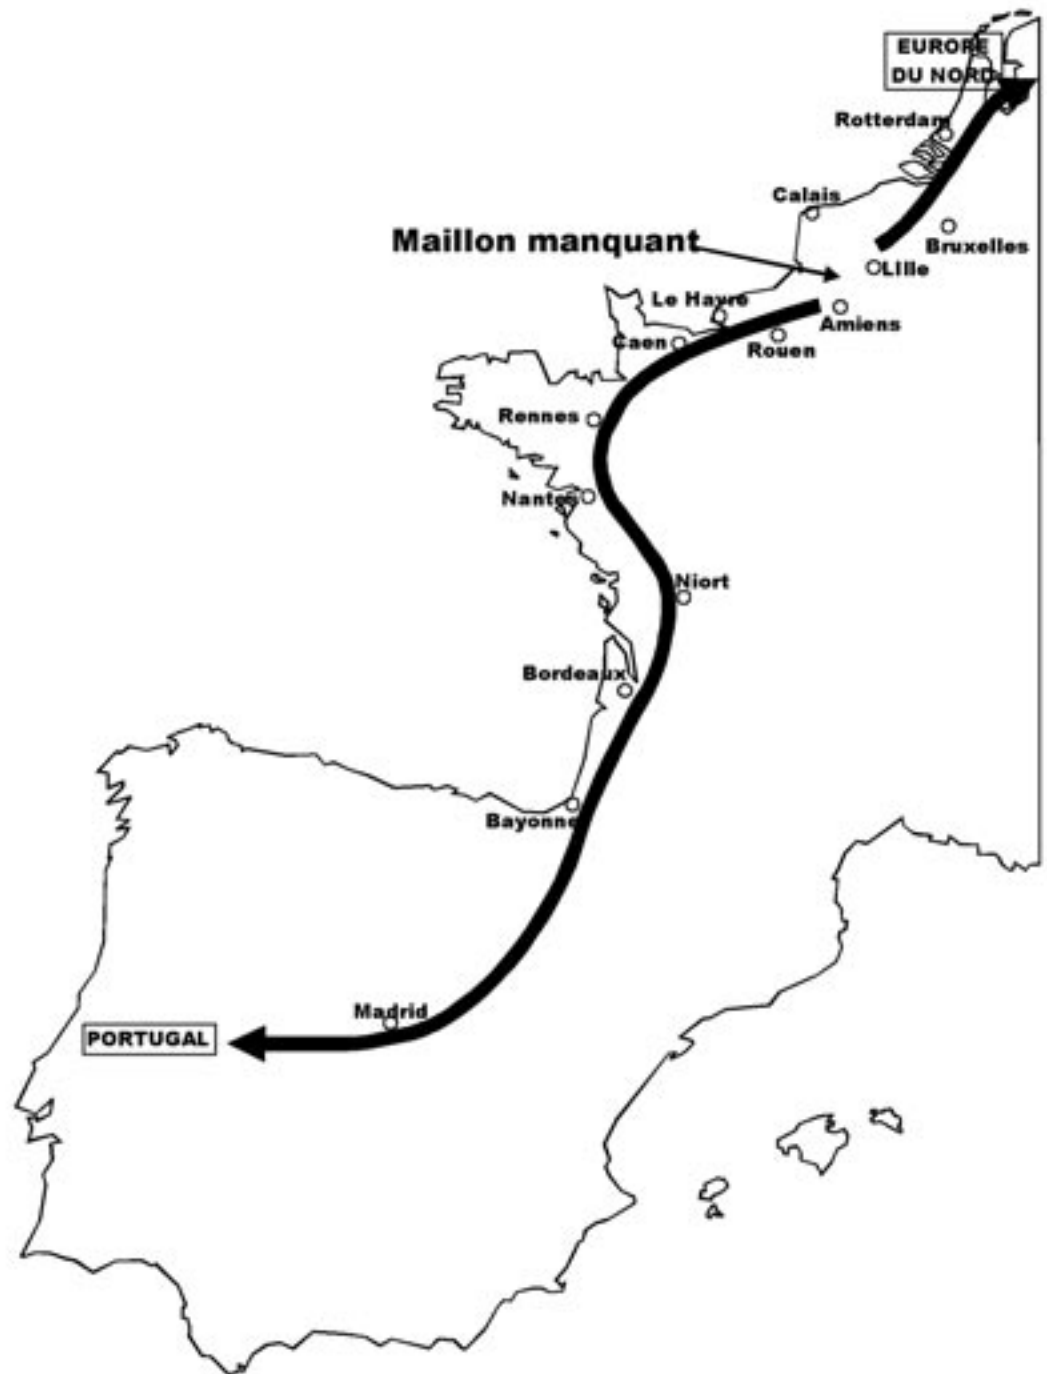 EUROPE
DU NORD
Rotterdam
Calais
Maillon manquant
Bruxelles
Lille
Le Havre
Amiens
Caen
Rouen
Rennes
Nantes
Niort
Bordeaux
Bayonne
Madrid
PORTUGAL